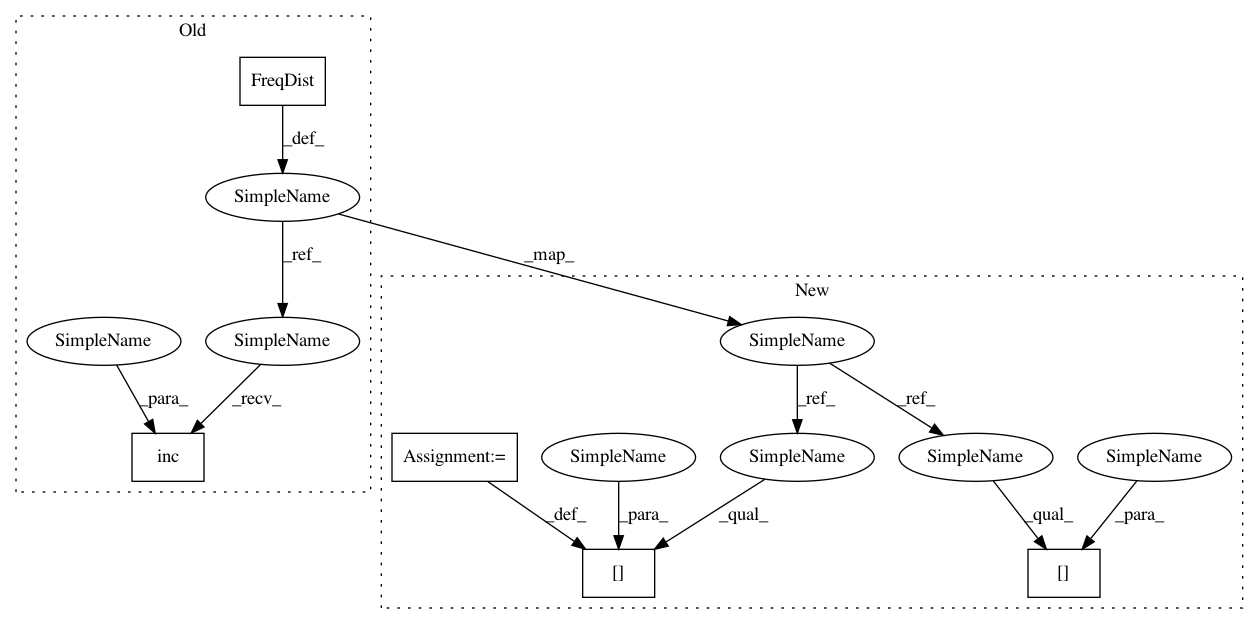 Old
FreqDist
_def_
SimpleName
_ref_
_map_
New
SimpleName
SimpleName
SimpleName
_para_
_recv_
_ref_
_ref_
inc
Assignment:=
SimpleName
SimpleName
SimpleName
SimpleName
_def_
_para_
_qual_
_qual_
_para_
[]
[]